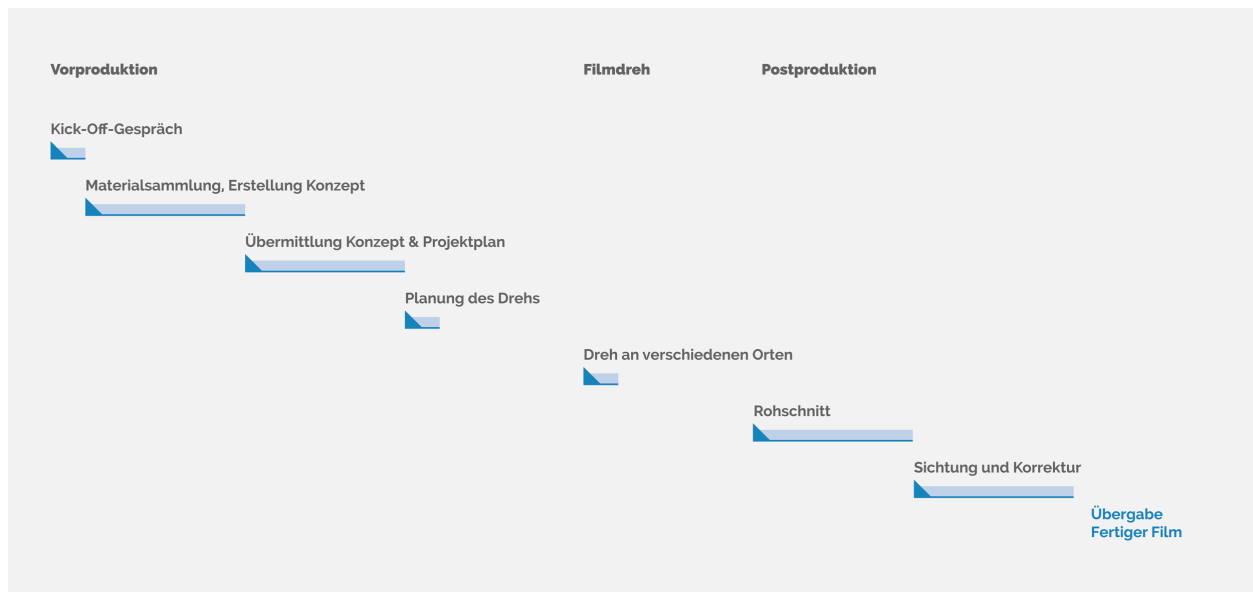 Vorproduktion
Filmdreh
Postproduktion
Kick-Off-Gespräch
Materialsammlung, Erstellung Konzept
Übermittlung Konzept & Projektplan
Planung des Drehs
Dreh an verschiedenen Orten
Rohschnitt
Sichtung und Korrektur
Übergabe
Fertiger Film